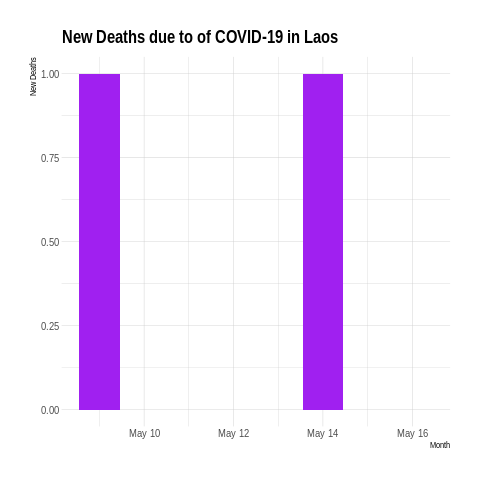 New Deaths due to of COVID-19 in Laos
New Deaths
1.00
0.75
0.50
0.25
0.00
May 10 May 12 May 14 May 16
Month